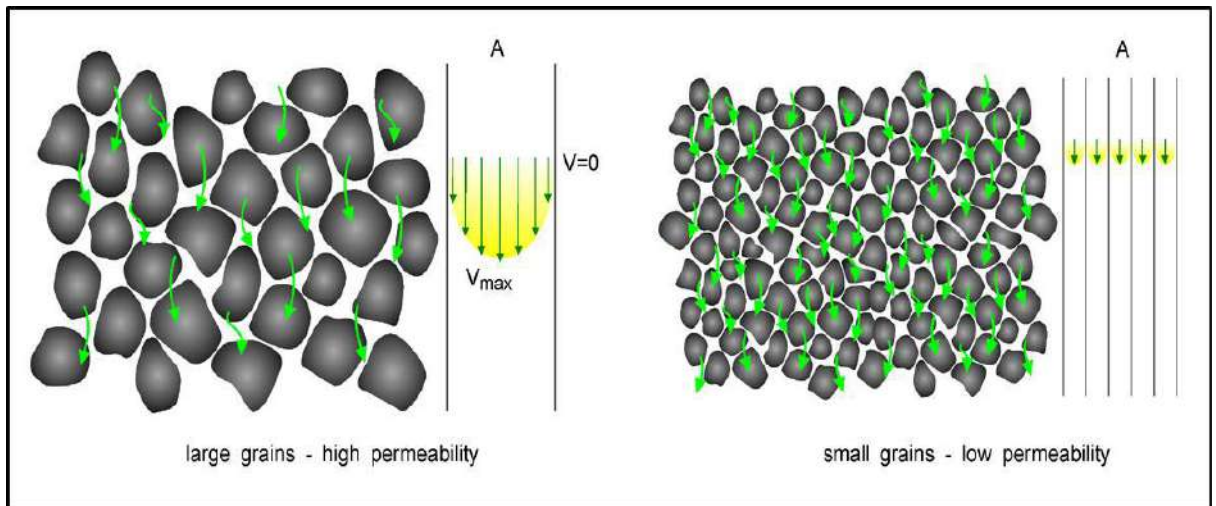 A
V=0
Vmax
large grains - high permeability
A
small grains - low permeability